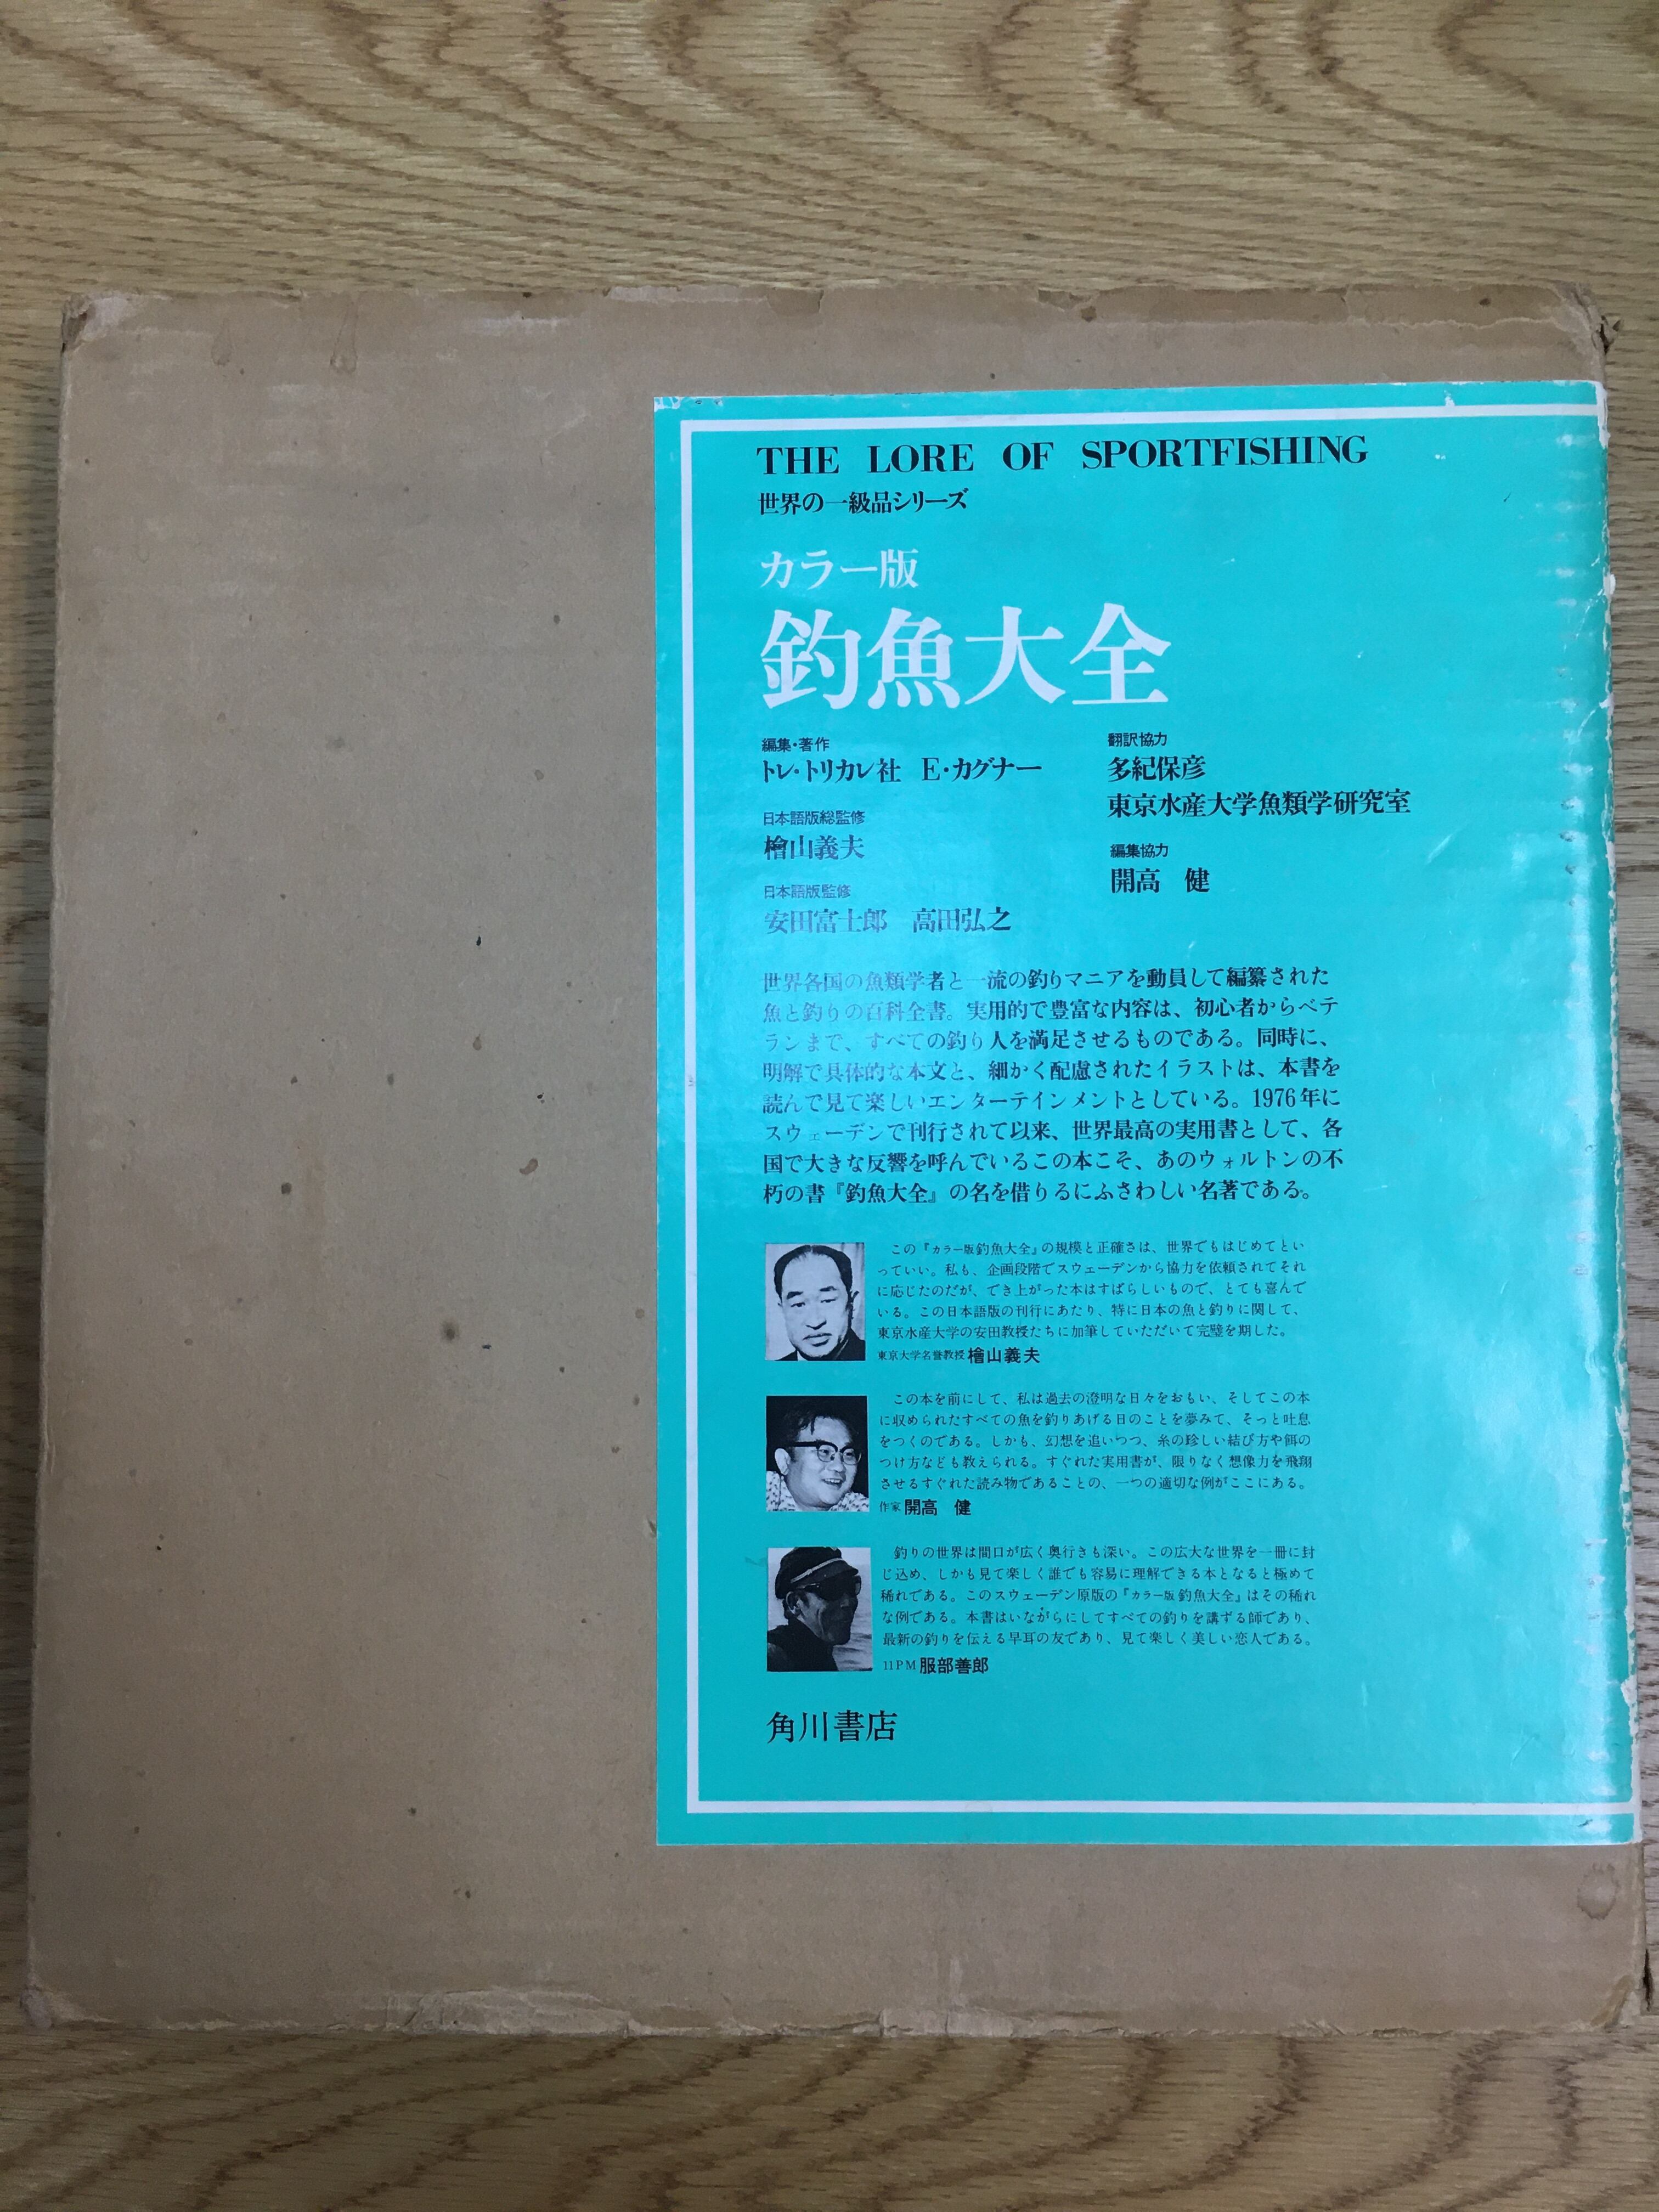 THE LORE OF SPORTFISHING
世界の一級品シリーズ
カラー版
釣魚大全
編集・著作
トレ・トリカレ社 E・カグナー
日本語版総監修
檜山義夫
日本語版監修
安田富士郎 高田弘之
翻訳協力
多紀保彦
東京水産大学魚類学研究室
編集協力
開高 健
世界各国の魚類学者と一流の釣りマニアを動員して編纂された
魚と釣りの百科全書。実用的で豊富な内容は、初心者からベテ
ランまで、すべての釣り人を満足させるものである。同時に、
明解で具体的な本文と、細かく配慮されたイラストは、本書を
読んで見て楽しいエンターテインメントとしている。1976年に
スウェーデンで刊行されて以来、世界最高の実用書として、各
国で大きな反響を呼んでいるこの本こそ、あのウォルトンの不
朽の書『釣魚大全』の名を借りるにふさわしい名著である。
この『カラー版釣魚大全』の規模と正確さは、世界でもはじめてとい
っていい。私も、企画段階でスウェーデンから協力を依頼されてそれ
に応じたのだが、でき上がった本はすばらしいもので、とても喜んで
いる。この日本語版の刊行にあたり、特に日本の魚と釣りに関して、
東京水産大学の安田教授たちに加筆していただいて完璧を期した。
東京大学名誉教授 檜山義夫
この本を前にして、私は過去の澄明な日々をおもい、そしてこの本
に収められたすべての魚を釣りあげる日のことを夢みて、そっと吐息
をつくのである。しかも、幻想を追いつつ、糸の珍しい結び方や餌の
つけ方なども教えられる。すぐれた実用書が、限りなく想像力を飛翔
させるすぐれた読み物であることの、一つの適切な例がここにある。
作家 開高 健
釣りの世界は間口が広く奥行きも深い。この広大な世界を一冊に封
じ込め、しかも見て楽しく誰でも容易に理解できる本となると極めて
稀れである。このスウェーデン原版の『カラー版釣魚大全』はその稀れ
な例である。本書はいながらにしてすべての釣りを講ずる師であり、
最新の釣りを伝える早耳の友であり、見て楽しく美しい恋人である。
11PM 服部善郎
角川書店